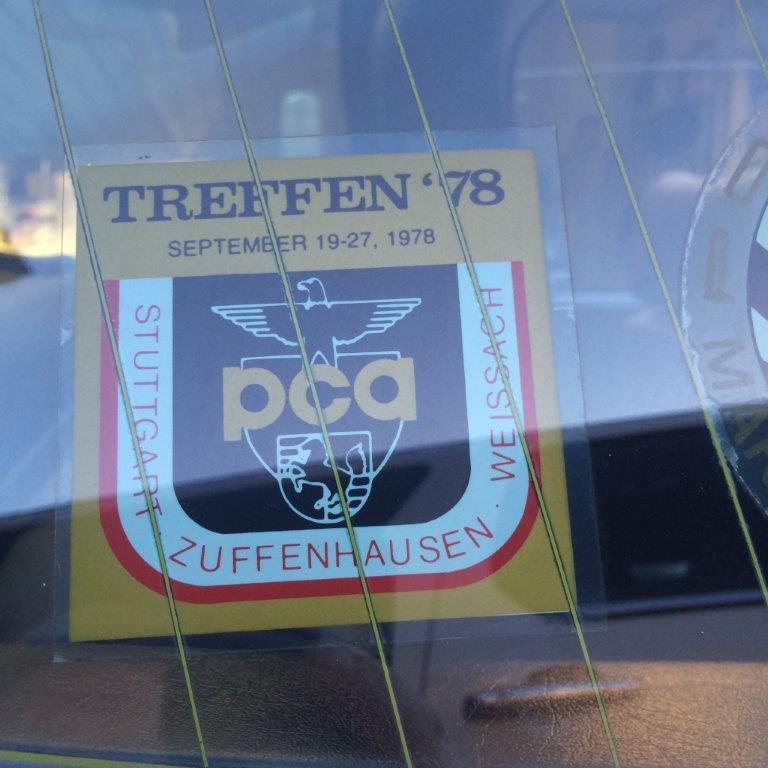 TREFFEN '78
SEPTEMBER 19-27, 1978
STUTTGART · ZUFFENHAUSEN · WEISSACH
pca